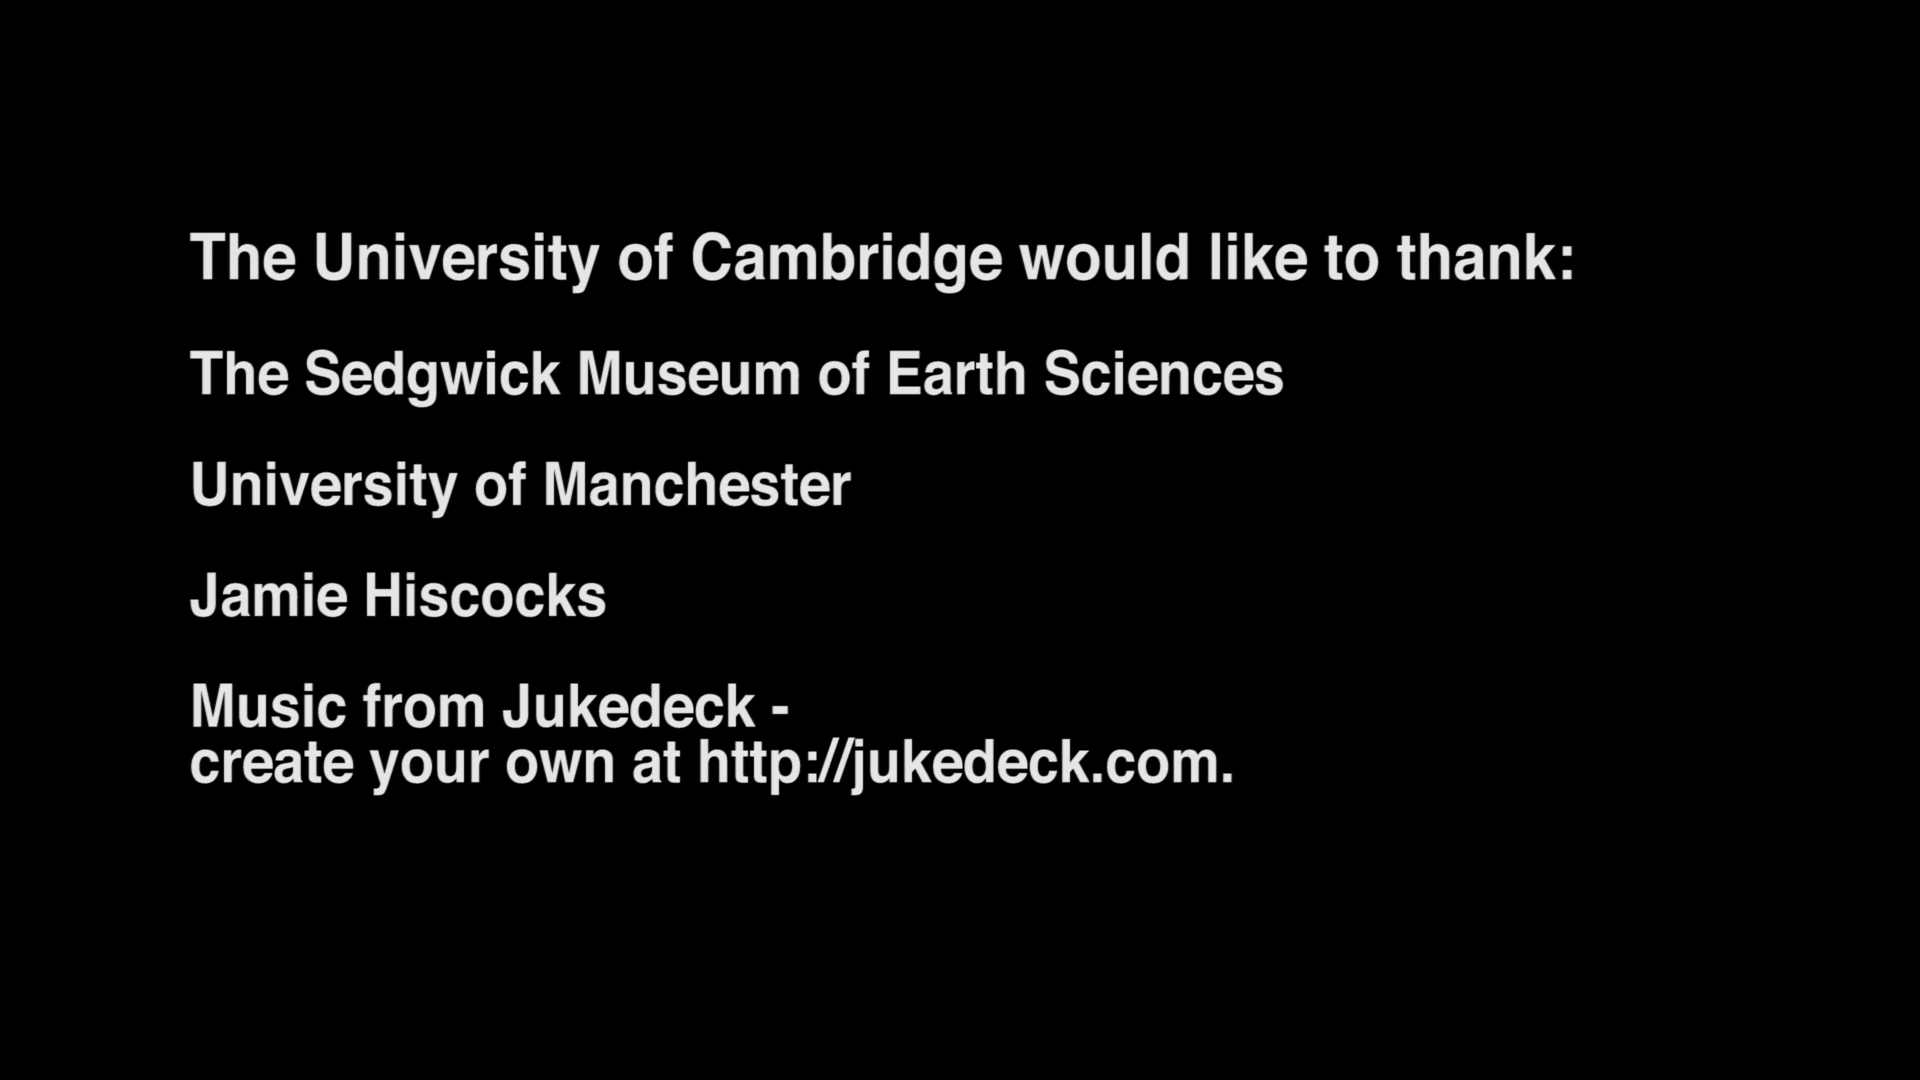 The University of Cambridge would like to thank:
The Sedgwick Museum of Earth Sciences
University of Manchester
Jamie Hiscocks
Music from Jukedeck -
create your own at http://jukedeck.com.